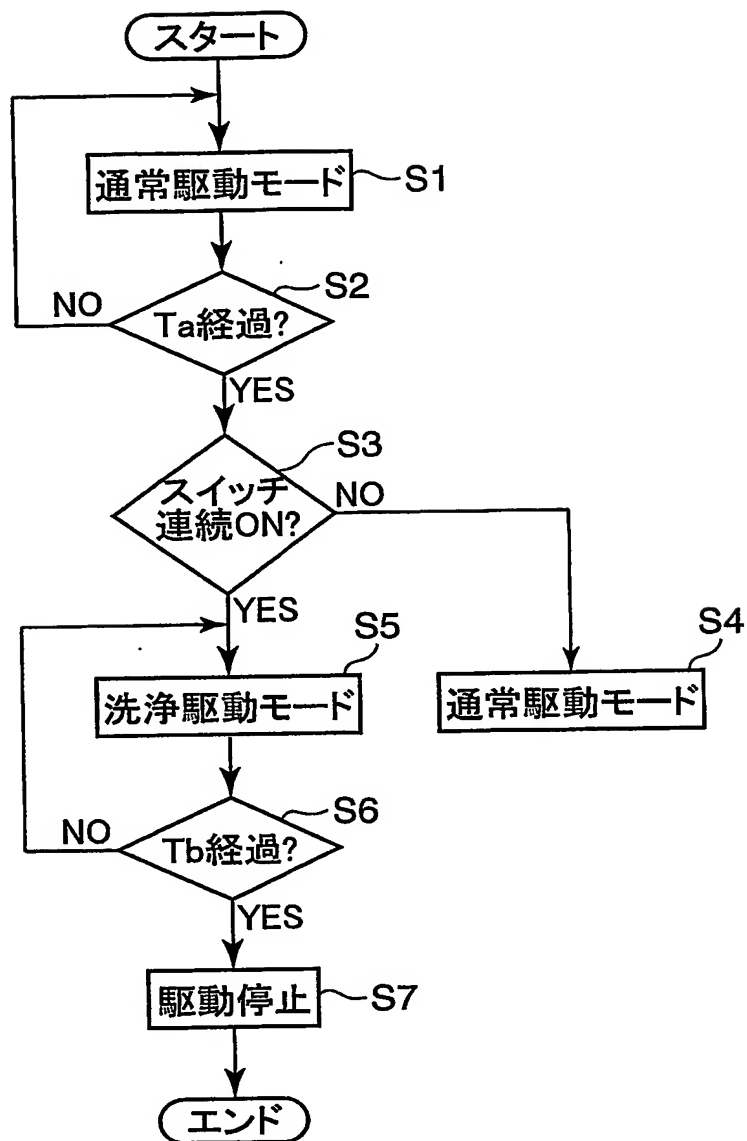 スタート
通常駆動モード
S1
S2
NO
Ta経過?
YES
S3
スイッチ
連続ON?
NO
YES
S5
S4
洗浄駆動モード
通常駆動モード
S6
NO
Tb経過?
YES
駆動停止
S7
エンド